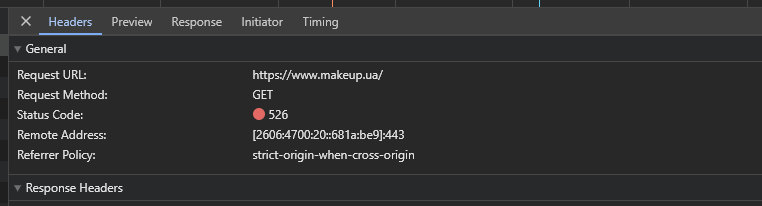 Headers Preview Response Initiator Timing
General
Request URL: https://www.makeup.ua/
Request Method: GET
Status Code: 526
Remote Address: [2606:4700:20::681a:be9]:443
Referrer Policy: strict-origin-when-cross-origin
Response Headers